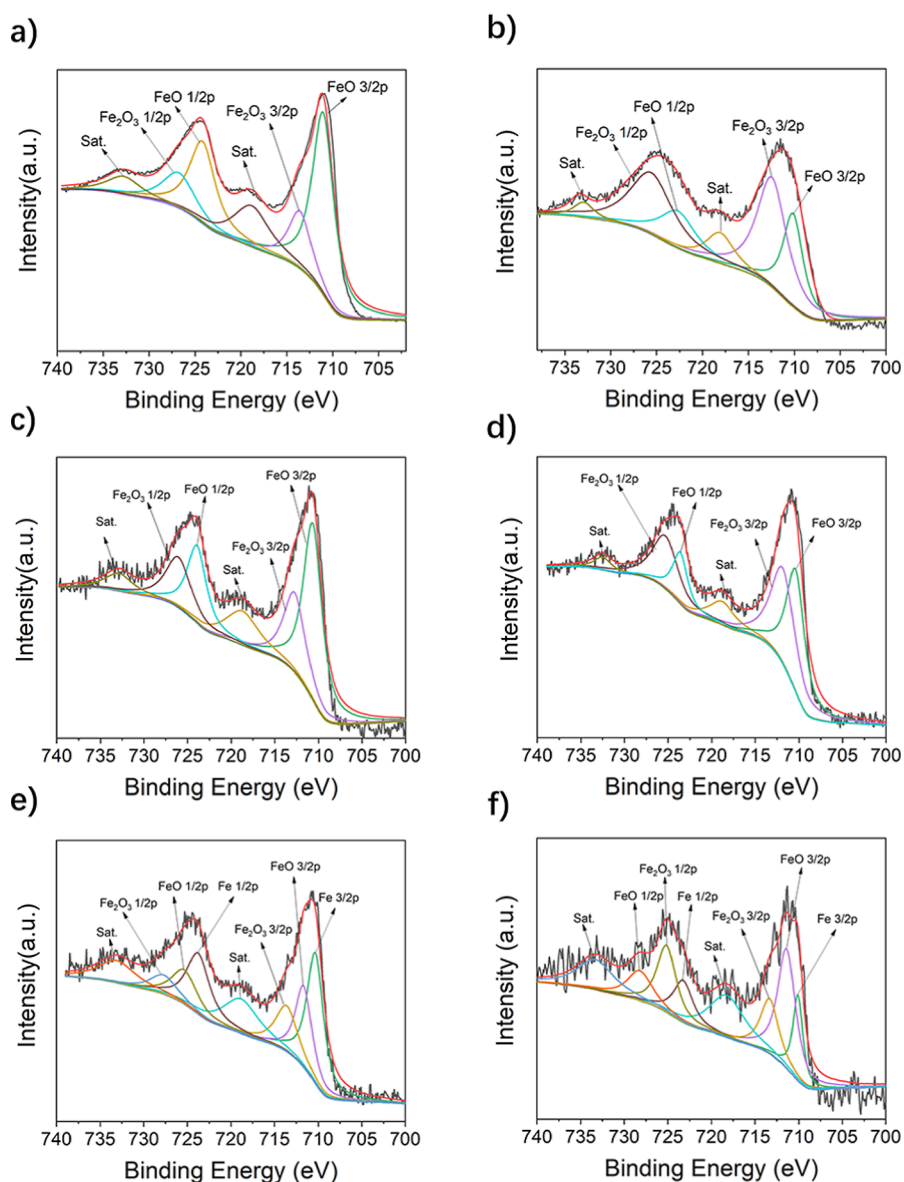 a)
FeO 3/2p
FeO 1/2p
Fe₂O₃ 3/2p
Fe₂O₃ 1/2p
Sat.
Sat.
Intensity(a.u.)
740 735 730 725 720 715 710 705
Binding Energy (eV)
b)
FeO 1/2p
Fe₂O₃ 3/2p
Fe₂O₃ 1/2p
FeO 3/2p
Sat.
Sat.
Intensity(a.u.)
735 730 725 720 715 710 705 700
Binding Energy (eV)
c)
FeO 3/2p
Fe₂O₃ 1/2p
FeO 1/2p
Sat.
Fe₂O₃ 3/2p
Sat.
Intensity(a.u.)
740 735 730 725 720 715 710 705 700
Binding Energy (eV)
d)
Fe₂O₃ 1/2p
FeO 1/2p
Fe₂O₃ 3/2p
FeO 3/2p
Sat.
Sat.
Intensity(a.u.)
740 735 730 725 720 715 710 705 700
Binding Energy (eV)
e)
FeO 3/2p
FeO 1/2p
Fe 1/2p
Fe₂O₃ 1/2p
Fe 3/2p
Fe₂O₃ 3/2p
Sat.
Sat.
Intensity(a.u.)
740 735 730 725 720 715 710 705 700
Binding Energy (eV)
f)
FeO 3/2p
Fe₂O₃ 1/2p
FeO 1/2p
Fe 1/2p
Fe₂O₃ 3/2p
Fe 3/2p
Sat.
Sat.
Intensity(a.u.)
740 735 730 725 720 715 710 705 700
Binding Energy (eV)